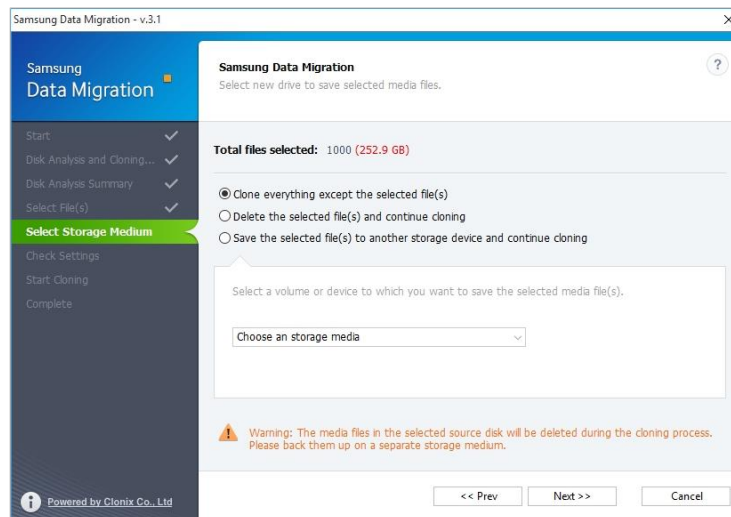 Samsung Data Migration - v.3.1
Samsung
Data Migration
Start
Disk Analysis and Cloning...
Disk Analysis Summary
Select File(s)
Select Storage Medium
Check Settings
Start Cloning
Complete
Powered by Clonix Co., Ltd
Samsung Data Migration
Select new drive to save selected media files.
?
Total files selected: 1000 (252.9 GB)
Clone everything except the selected file(s)
Delete the selected file(s) and continue cloning
Save the selected file(s) to another storage device and continue cloning
Select a volume or device to which you want to save the selected media file(s).
Choose an storage media
Warning: The media files in the selected source disk will be deleted during the cloning process.
Please back them up on a separate storage medium.
<< Prev
Next >>
Cancel